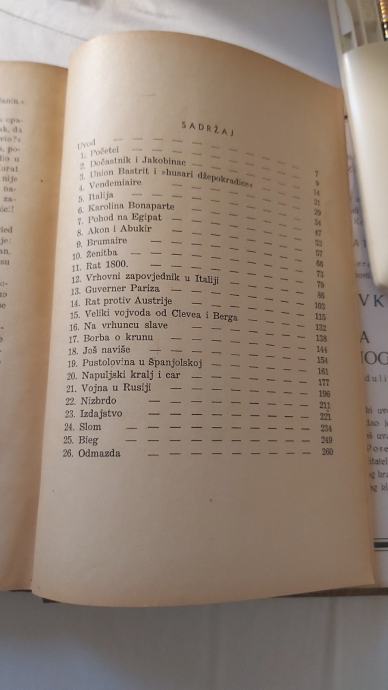 SADRŽAJ
Uvod — — — — — — — 7
1. Početci — — — — — — 9
2. Dočastnik i Jakobinac — — — 14
3. Union Bastrit i »husari džepokradice« 21
4. Vendemiaire — — — — — 29
5. Italija — — — — — — 34
6. Karolina Bonaparte — — — — 47
7. Pohod na Egipat — — — — 53
8. Akon i Abukir — — — — — 57
9. Brumaire — — — — — — 66
10. Ženitba — — — — — — 73
11. Rat 1800. — — — — — — 79
12. Vrhovni zapovjednik u Italiji — — 86
13. Guverner Pariza — — — — 103
14. Rat protiv Austrije — — — — 115
15. Veliki vojvoda od Clevea i Berga — 132
16. Na vrhuncu slave — — — — 138
17. Borba o krunu — — — — — 144
18. Još naviše — — — — — — 154
19. Pustolovina u Španjolskoj — — — 161
20. Napuljski kralj i car — — — — 177
21. Vojna u Rusiji — — — — — 196
22. Nizbrdo — — — — — — 211
23. Izdajstvo — — — — — — 221
24. Slom — — — — — — — 234
25. Bieg — — — — — — — 249
26. Odmazda — — — — — — 260